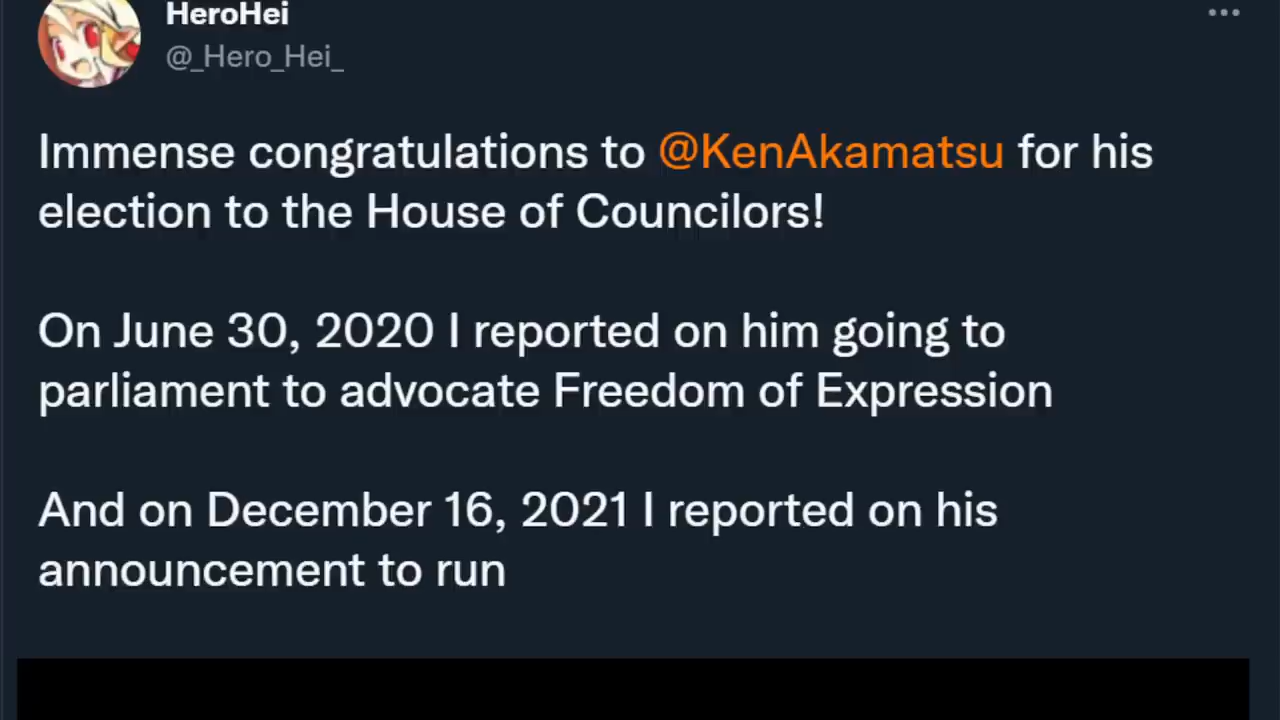 HeroHei
@_Hero_Hei_
Immense congratulations to @KenAkamatsu for his
election to the House of Councilors!
On June 30, 2020 I reported on him going to
parliament to advocate Freedom of Expression
And on December 16, 2021 I reported on his
announcement to run